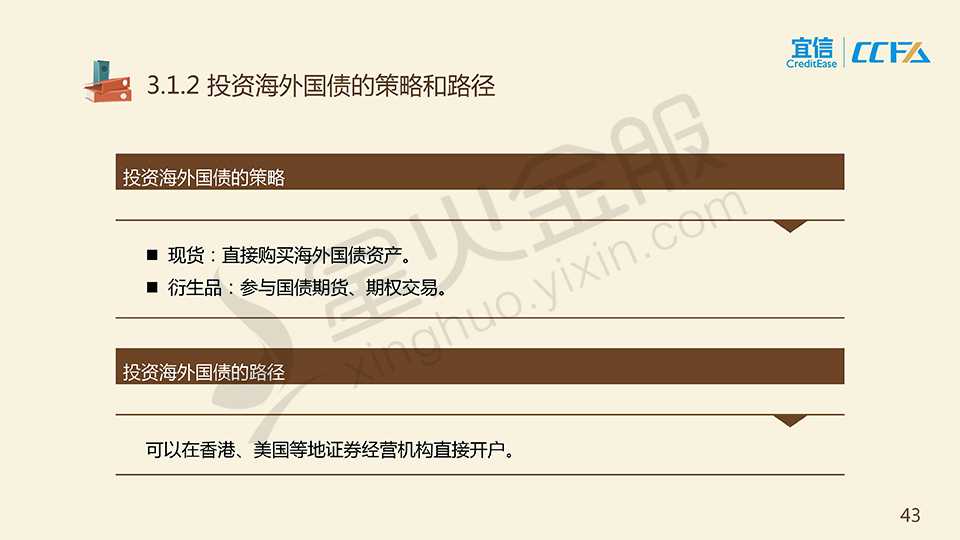 宜信
CreditEase
CCFA
3.1.2 投资海外国债的策略和路径
投资海外国债的策略
■ 现货：直接购买海外国债资产。
■ 衍生品：参与国债期货、期权交易。
投资海外国债的路径
可以在香港、美国等地证券经营机构直接开户。
星火金服
xinghuo.yixin.com
43